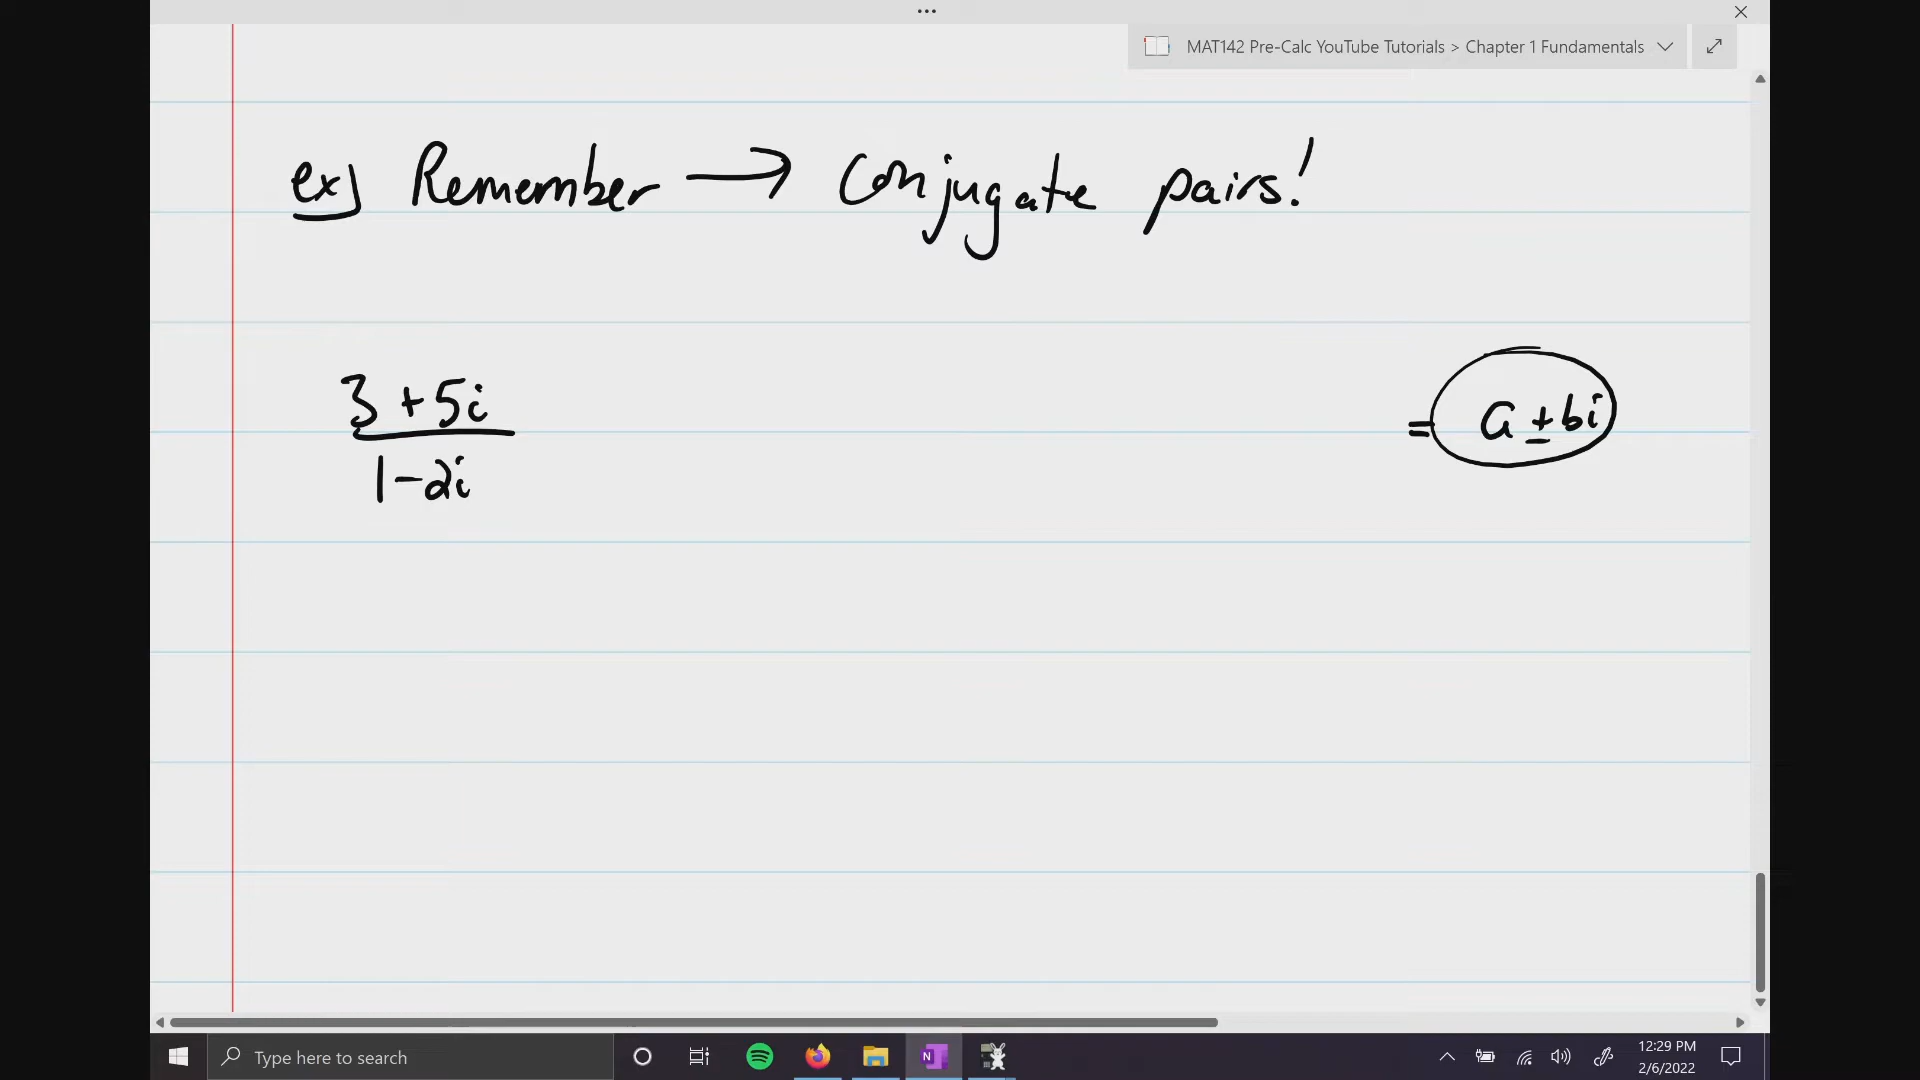 MAT142 Pre-Calc YouTube Tutorials > Chapter 1 Fundamentals
ex) Remember → Conjugate pairs!
3 + 5i
1 - 2i
= a ± bi
Type here to search
N
12:29 PM
2/6/2022